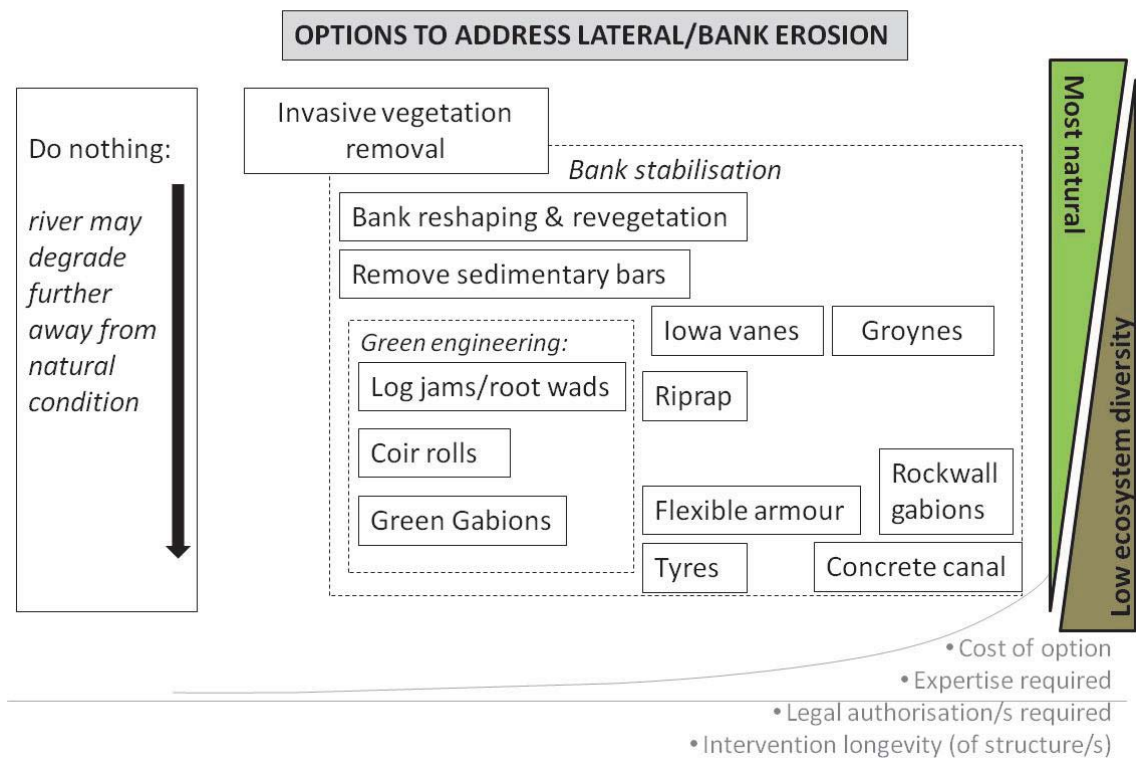 OPTIONS TO ADDRESS LATERAL/BANK EROSION
Do nothing:
river may
degrade
further
away from
natural
condition
Invasive vegetation
removal
Bank stabilisation
Bank reshaping & revegetation
Remove sedimentary bars
Green engineering:
Log jams/root wads
Coir rolls
Green Gabions
Iowa vanes
Groynes
Riprap
Flexible armour
Rockwall
gabions
Tyres
Concrete canal
Most natural
Low ecosystem diversity
• Cost of option
• Expertise required
• Legal authorisation/s required
• Intervention longevity (of structure/s)